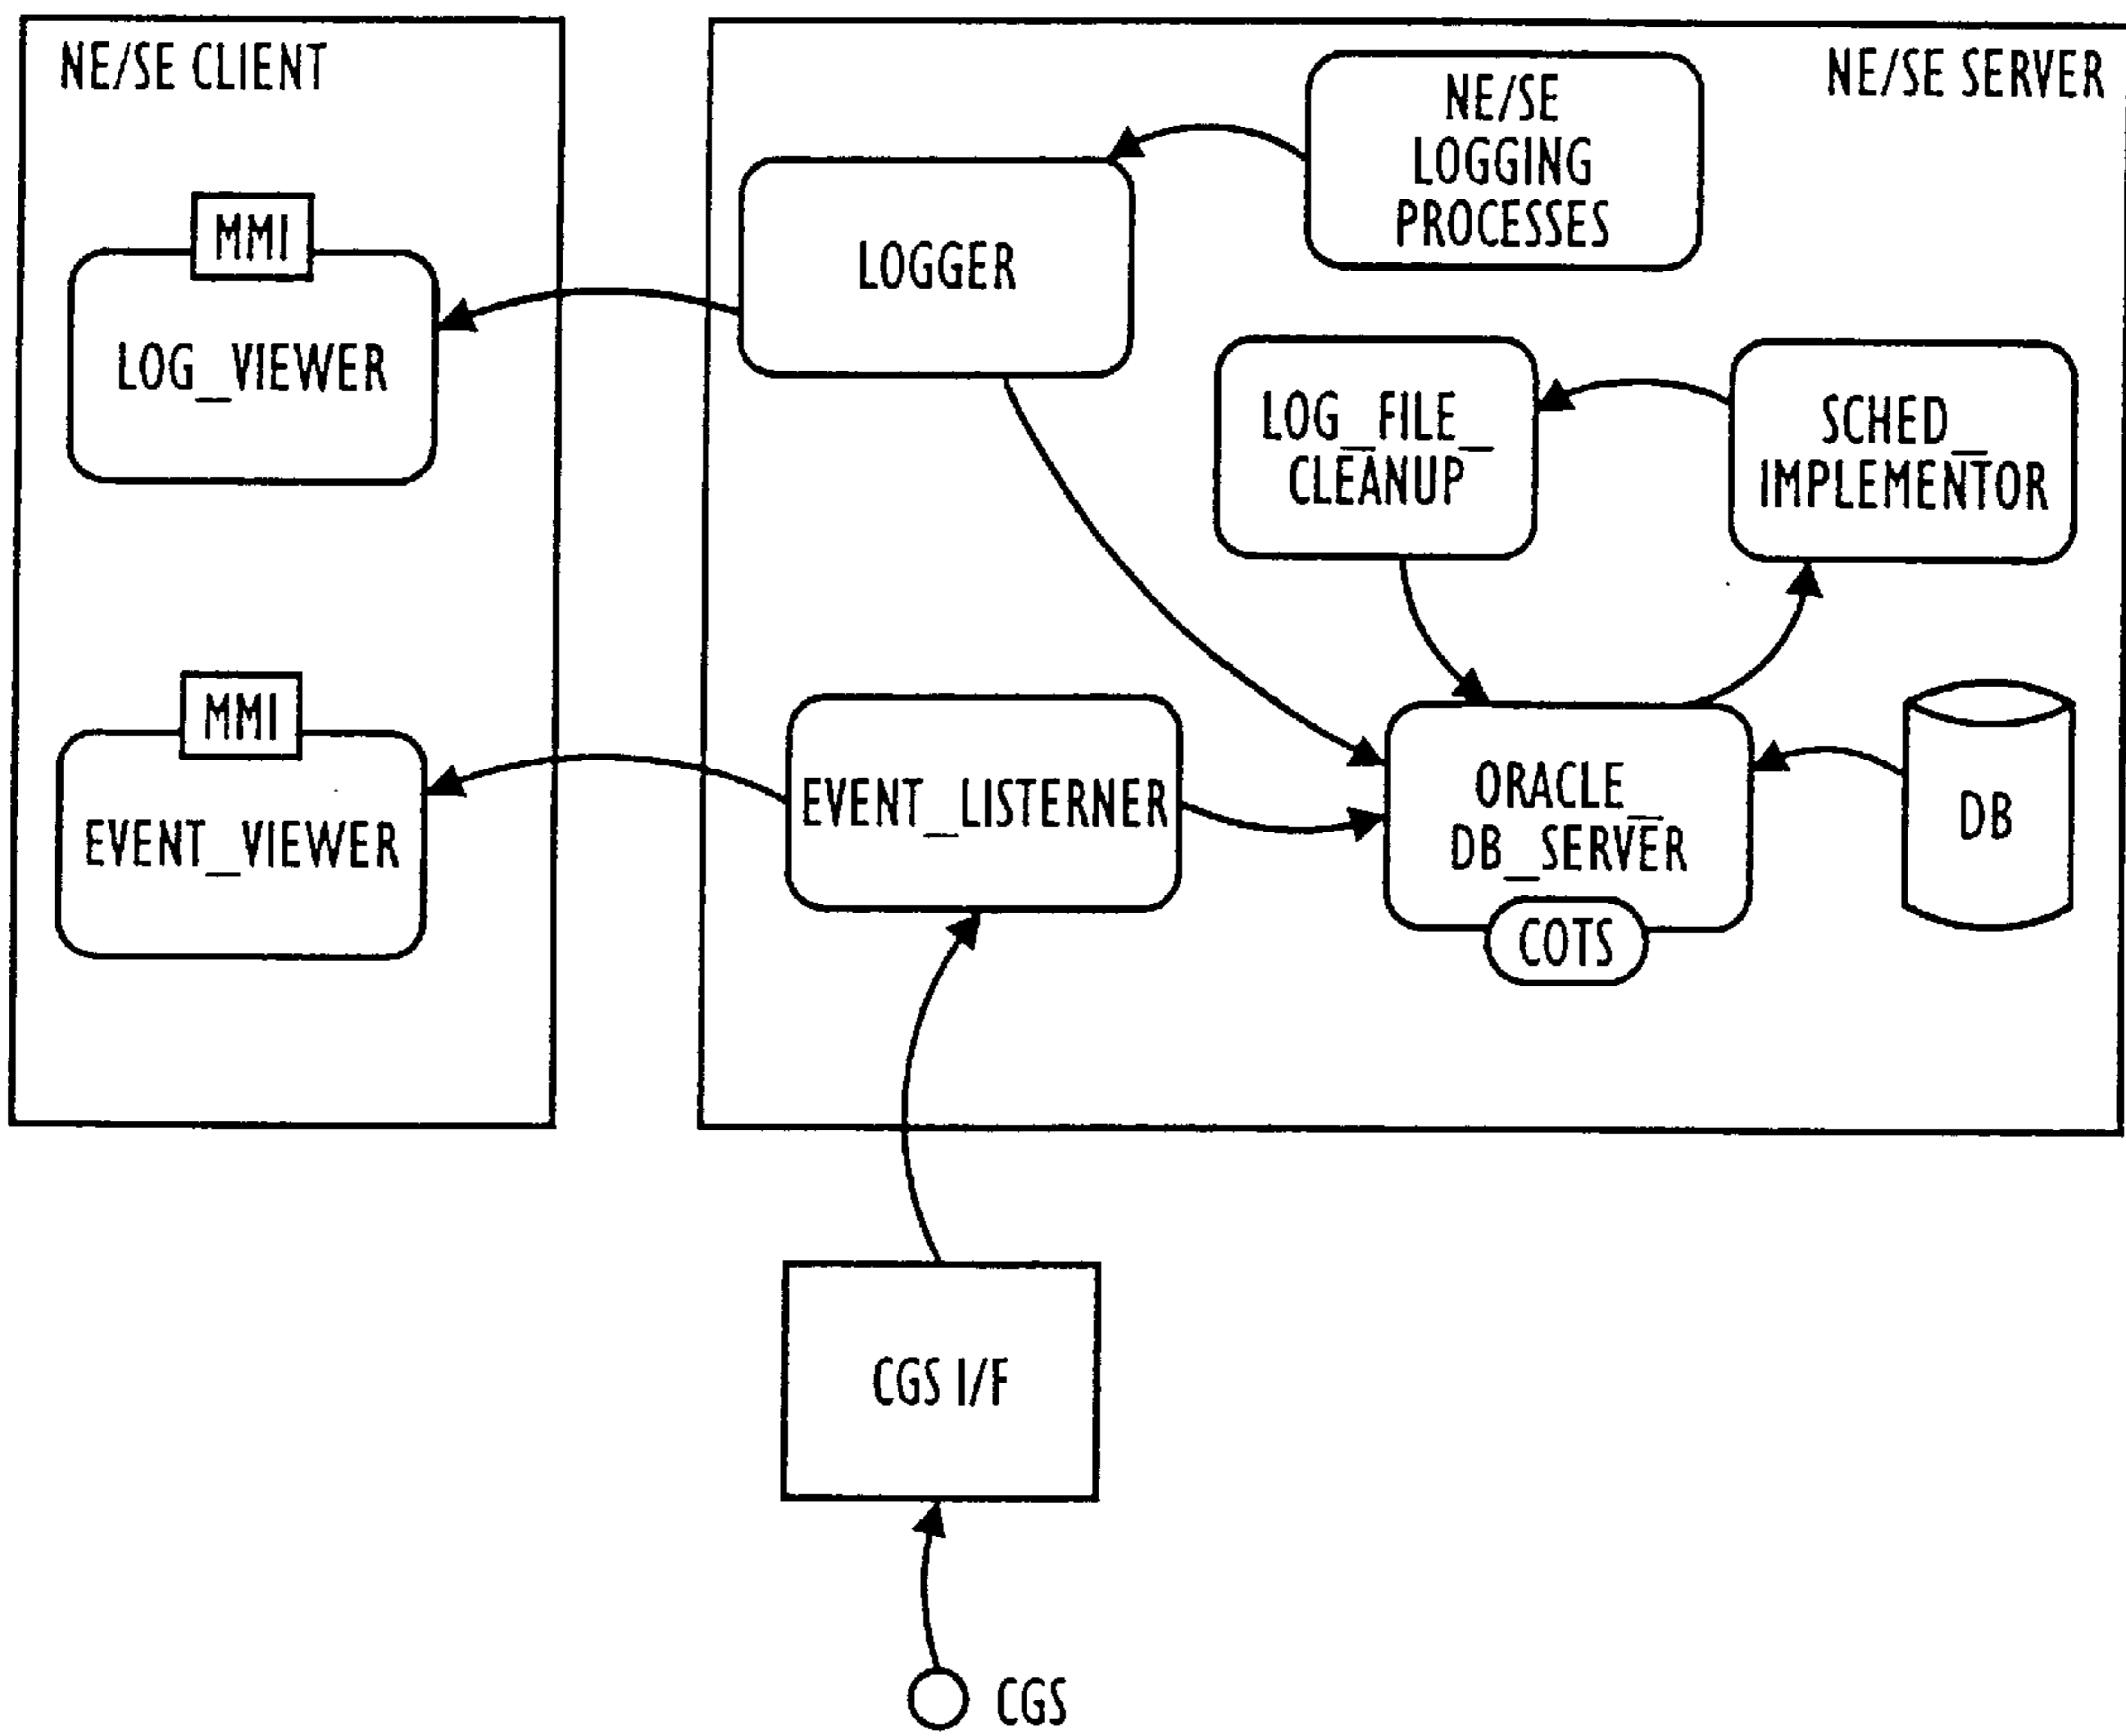 NE/SE CLIENT
MMI
LOG_VIEWER
MMI
EVENT_VIEWER
NE/SE SERVER
NE/SE
LOGGING
PROCESSES
LOGGER
LOG_FILE_
CLEANUP
SCHED_
IMPLEMENTOR
EVENT_LISTERNER
ORACLE_
DB_SERVER
COTS
DB
CGS I/F
CGS